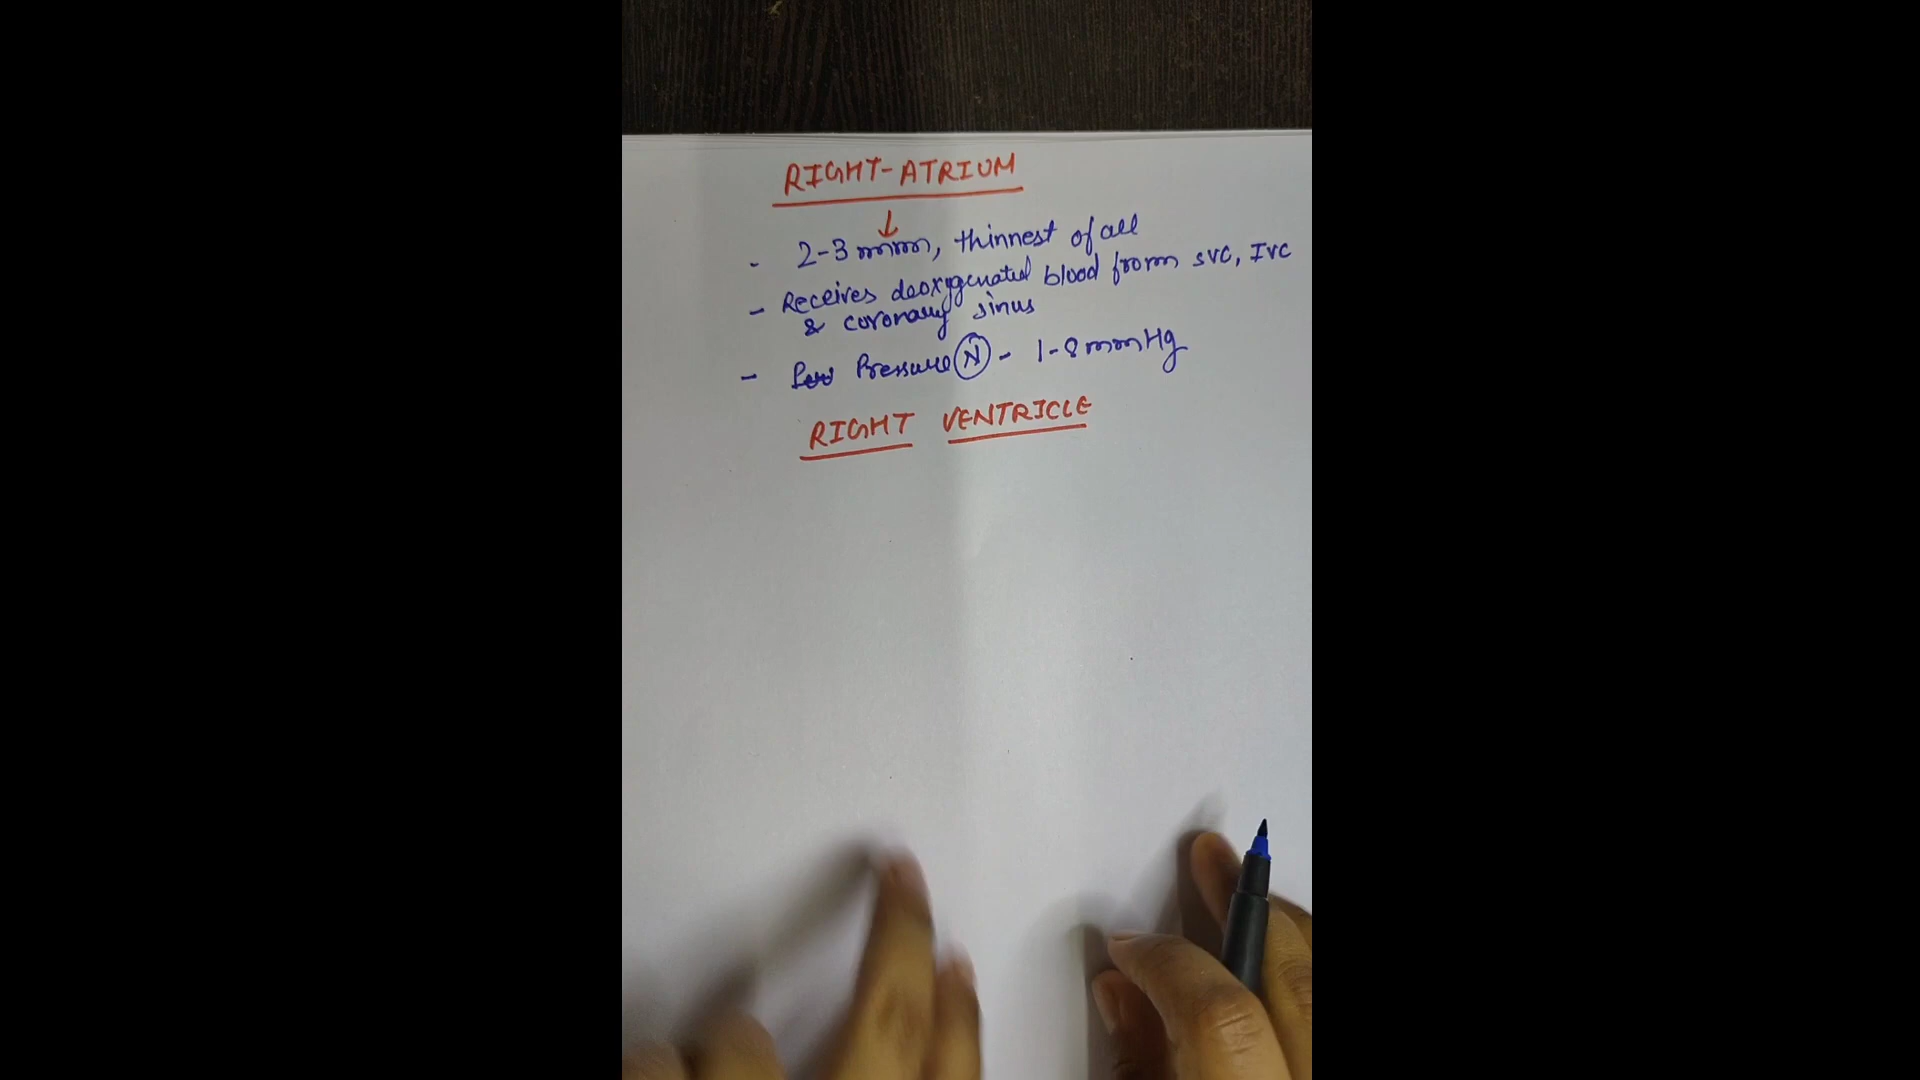 RIGHT-ATRIUM
↓
- 2-3 mm, thinnest of all
- Receives deoxygenated blood from SVC, IVC
& coronary sinus
- Pressure (N) - 1-8 mmHg
RIGHT VENTRICLE